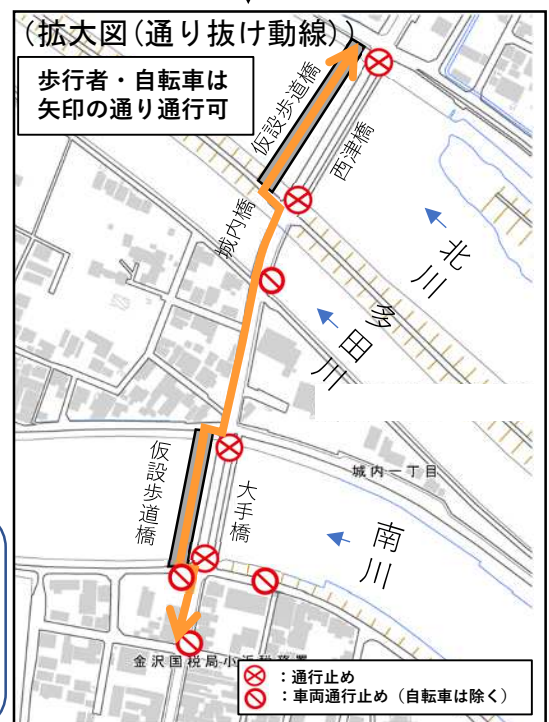 (拡大図(通り抜け動線))
歩行者・自転車は
矢印の通り通行可
仮設歩道橋
西津橋
城内橋
北川
多田川
仮設歩道橋
大手橋
城内一丁目
南川
金沢国税局小浜税務署
：通行止め
：車両通行止め（自転車は除く）